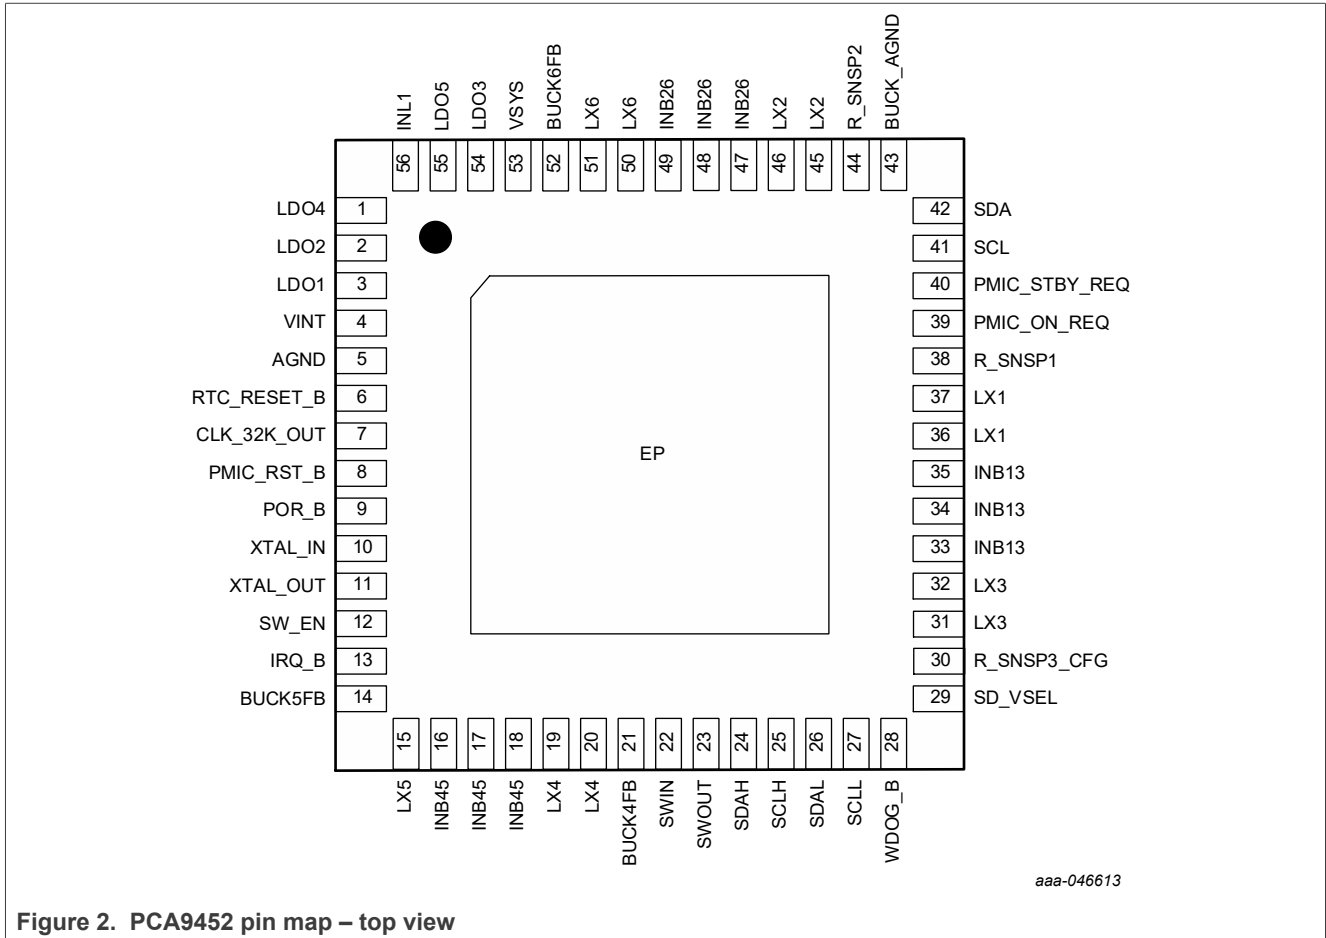 INL1
LDO5
LDO3
VSYS
BUCK6FB
LX6
LX6
INB26
INB26
INB26
LX2
LX2
R_SNSP2
BUCK_AGND
56
55
54
53
52
51
50
49
48
47
46
45
44
43
LDO4 1
LDO2 2
LDO1 3
VINT 4
AGND 5
RTC_RESET_B 6
CLK_32K_OUT 7
PMIC_RST_B 8
POR_B 9
XTAL_IN 10
XTAL_OUT 11
SW_EN 12
IRQ_B 13
BUCK5FB 14
EP
42 SDA
41 SCL
40 PMIC_STBY_REQ
39 PMIC_ON_REQ
38 R_SNSP1
37 LX1
36 LX1
35 INB13
34 INB13
33 INB13
32 LX3
31 LX3
30 R_SNSP3_CFG
29 SD_VSEL
15
16
17
18
19
20
21
22
23
24
25
26
27
28
LX5
INB45
INB45
INB45
LX4
LX4
BUCK4FB
SWIN
SWOUT
SDAH
SCLH
SDAL
SCLL
WDOG_B
aaa-046613
Figure 2. PCA9452 pin map – top view